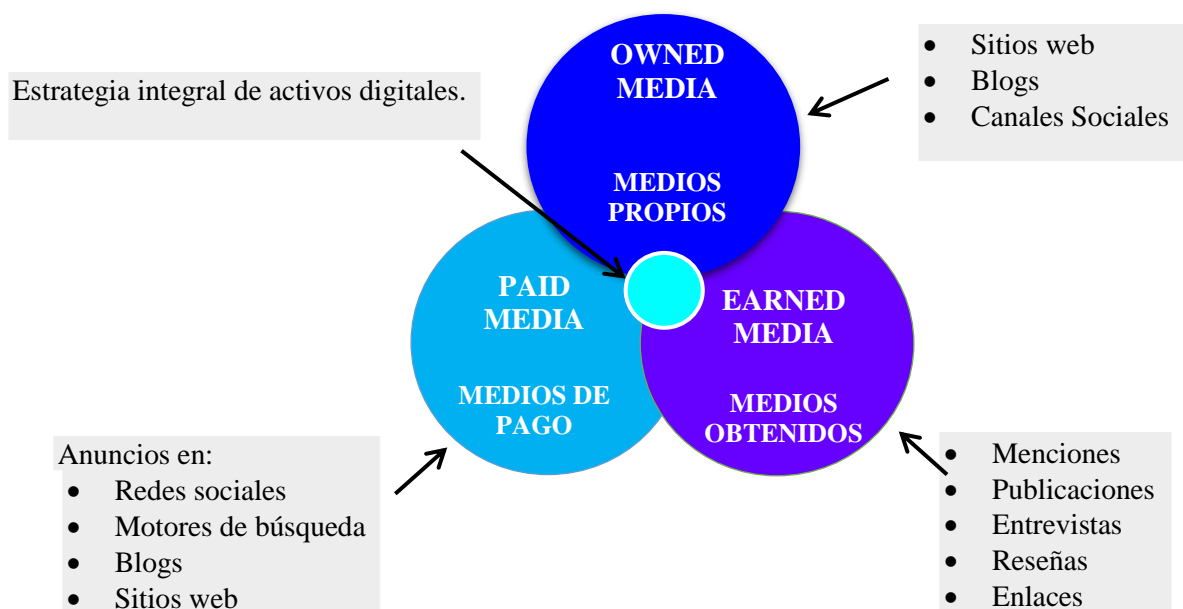 OWNED
MEDIA
MEDIOS
PROPIOS
• Sitios web
• Blogs
• Canales Sociales
Estrategia integral de activos digitales.
PAID
MEDIA
MEDIOS DE
PAGO
EARNED
MEDIA
MEDIOS
OBTENIDOS
Anuncios en:
• Redes sociales
• Motores de búsqueda
• Blogs
• Sitios web
• Menciones
• Publicaciones
• Entrevistas
• Reseñas
• Enlaces